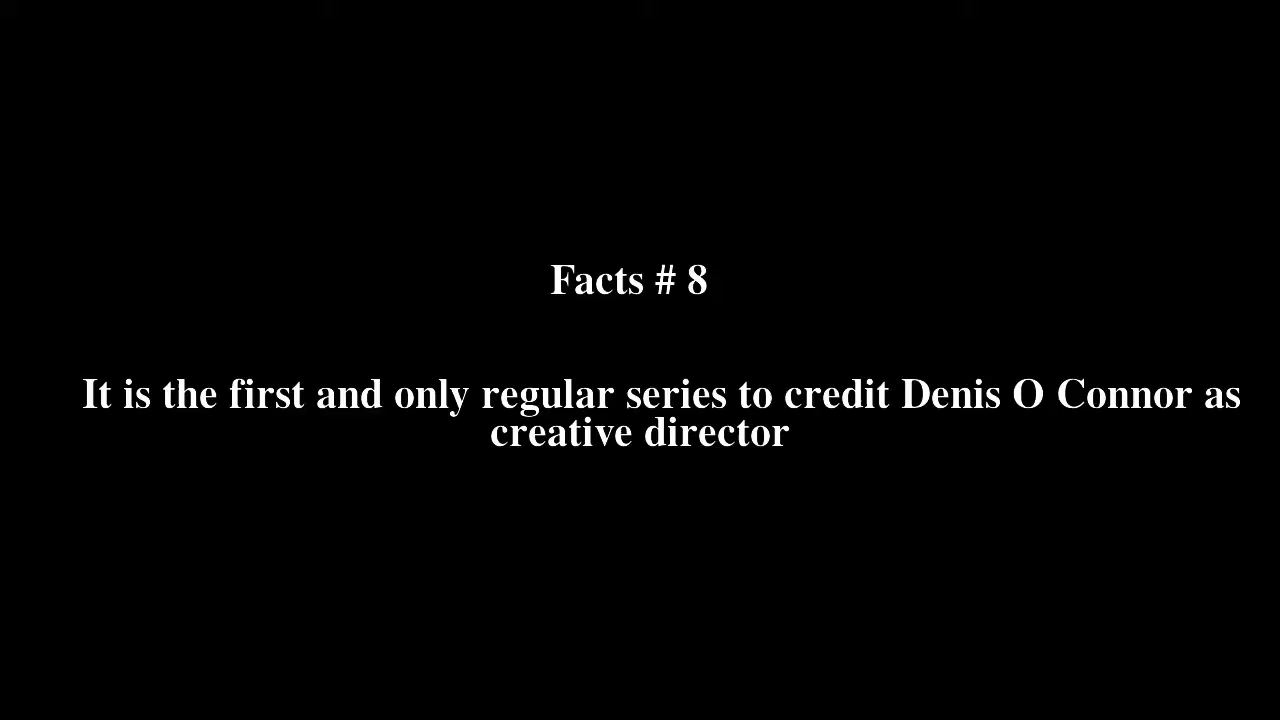 Facts # 8
It is the first and only regular series to credit Denis O Connor as
creative director